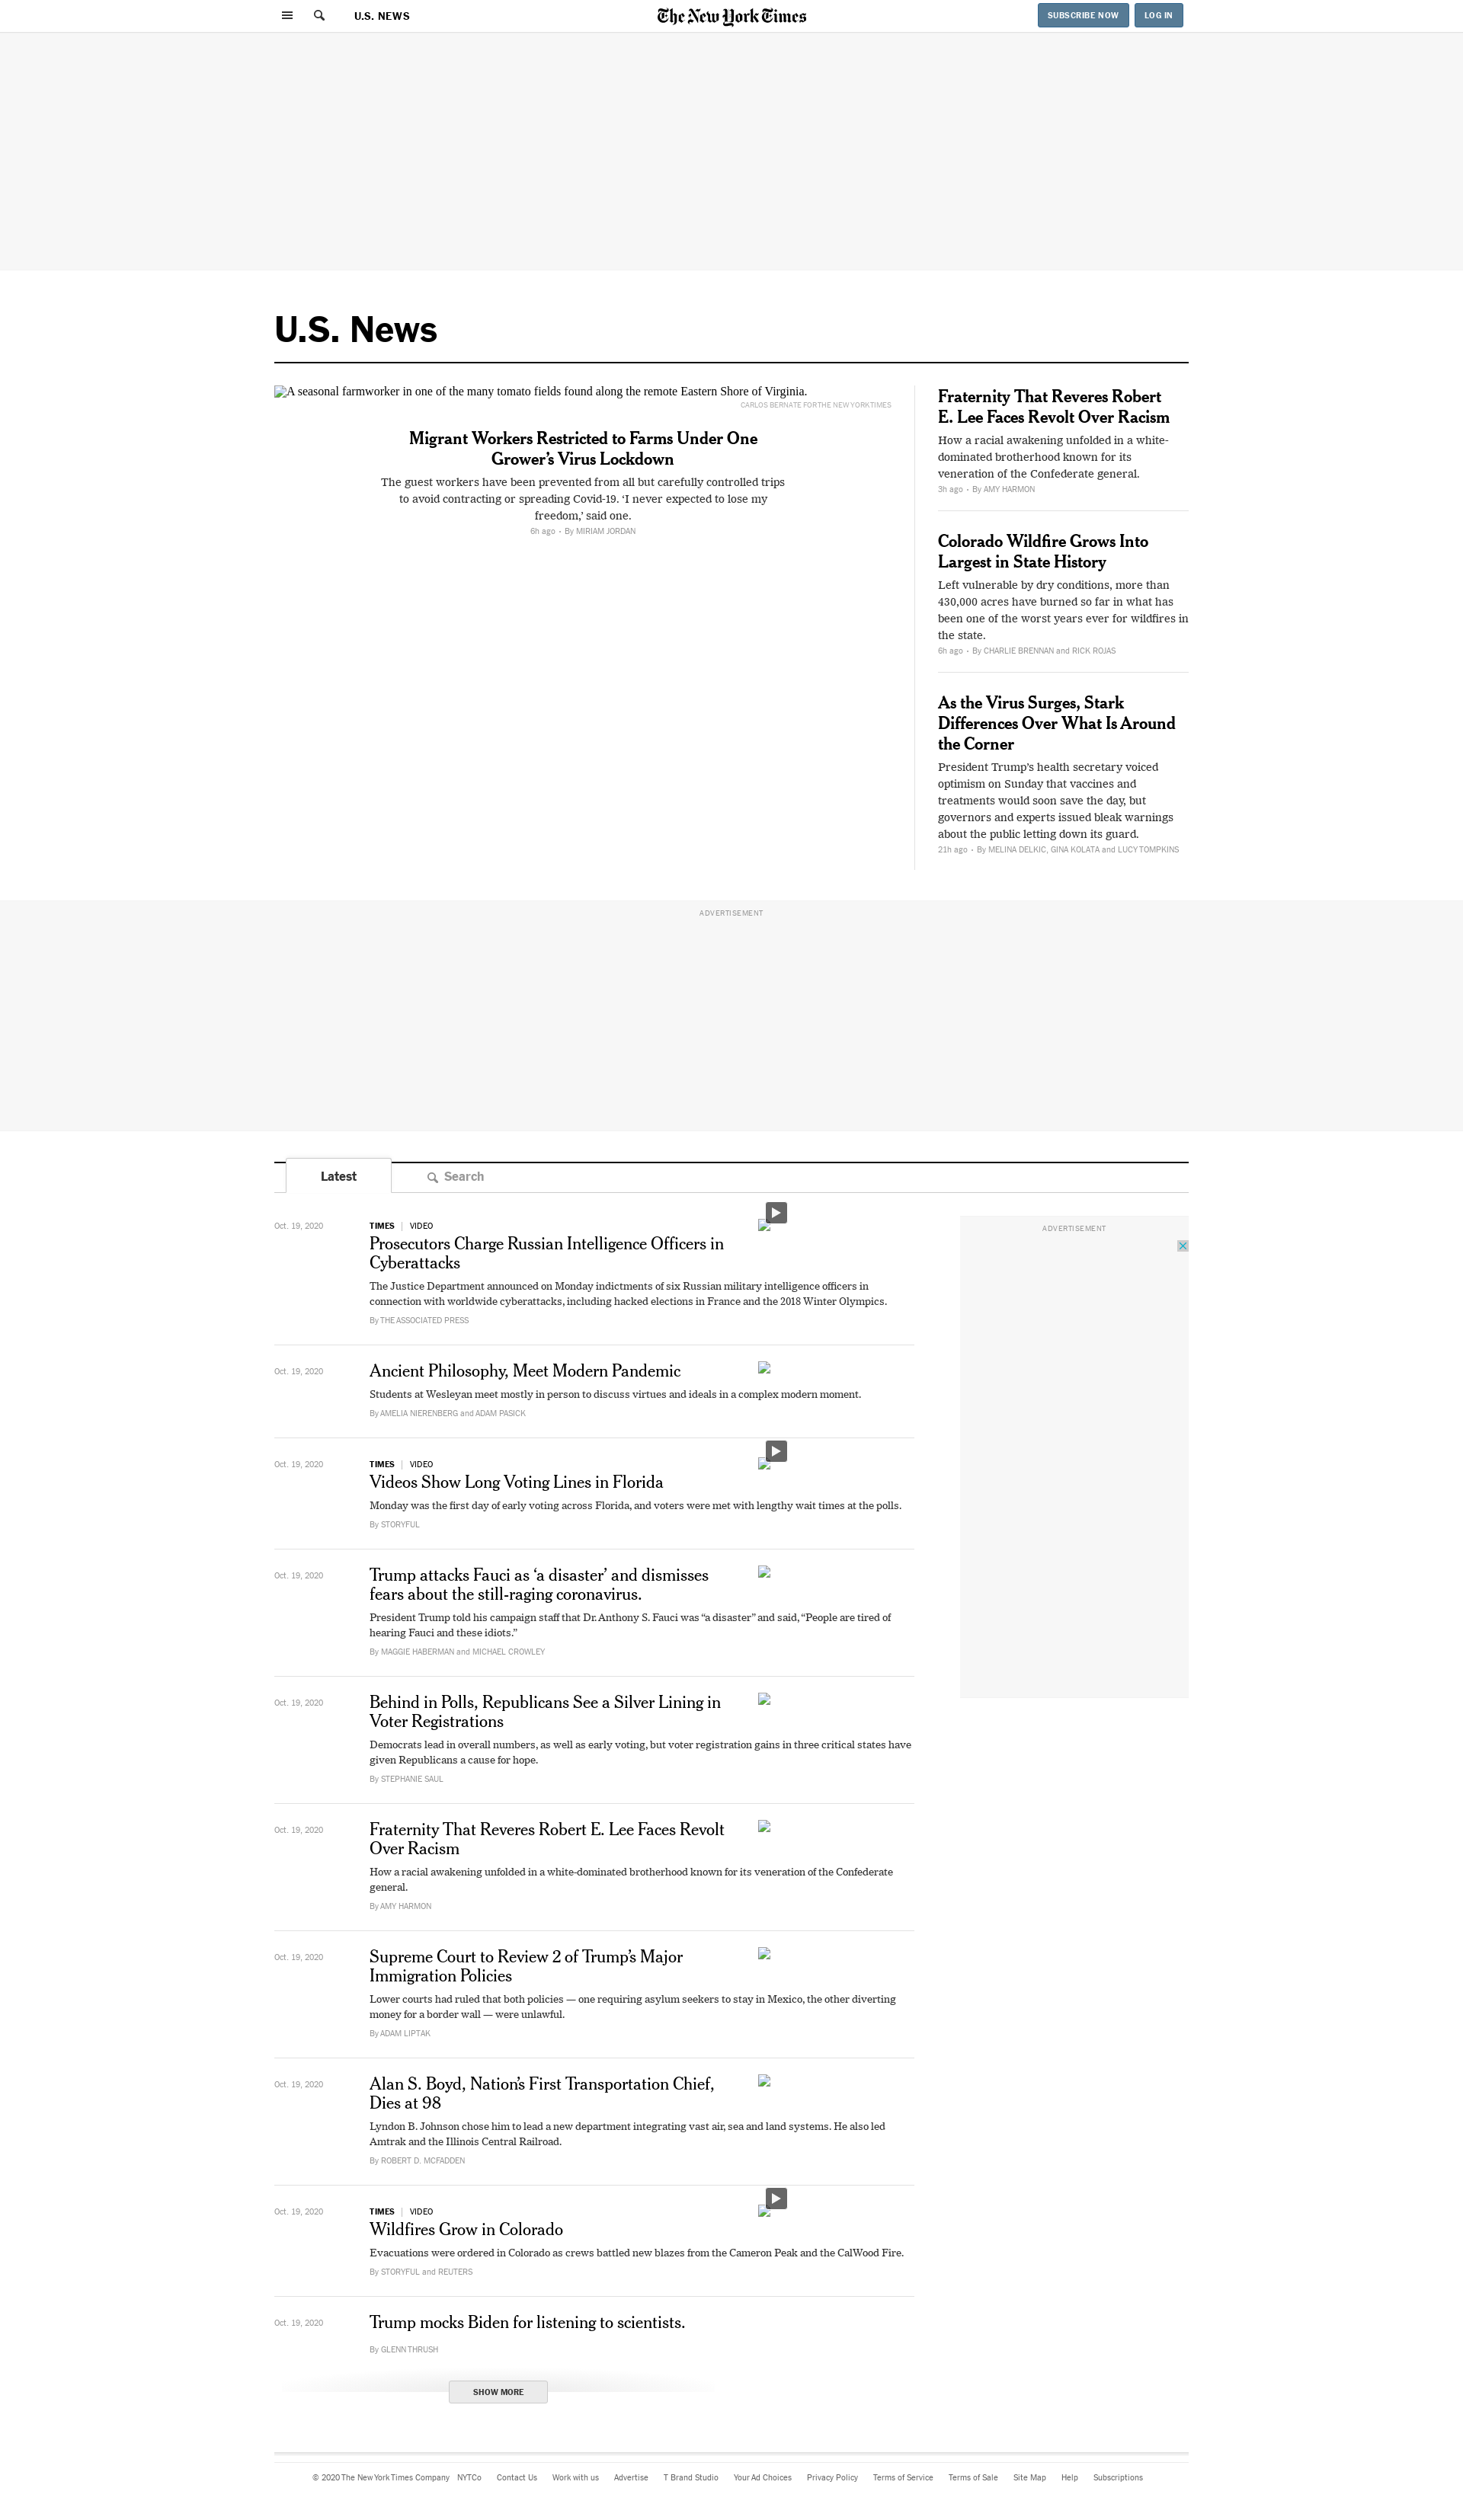 U.S. NEWS
The New York Times
SUBSCRIBE NOW
LOG IN
U.S. News
A seasonal farmworker in one of the many tomato fields found along the remote Eastern Shore of Virginia.
CARLOS BERNATE FOR THE NEW YORK TIMES
Migrant Workers Restricted to Farms Under One
Grower’s Virus Lockdown
The guest workers have been prevented from all but carefully controlled trips
to avoid contracting or spreading Covid-19. ‘I never expected to lose my
freedom,’ said one.
6h ago • By MIRIAM JORDAN
Fraternity That Reveres Robert
E. Lee Faces Revolt Over Racism
How a racial awakening unfolded in a white-
dominated brotherhood known for its
veneration of the Confederate general.
3h ago • By AMY HARMON
Colorado Wildfire Grows Into
Largest in State History
Left vulnerable by dry conditions, more than
430,000 acres have burned so far in what has
been one of the worst years ever for wildfires in
the state.
6h ago • By CHARLIE BRENNAN and RICK ROJAS
As the Virus Surges, Stark
Differences Over What Is Around
the Corner
President Trump’s health secretary voiced
optimism on Sunday that vaccines and
treatments would soon save the day, but
governors and experts issued bleak warnings
about the public letting down its guard.
21h ago • By MELINA DELKIC, GINA KOLATA and LUCY TOMPKINS
ADVERTISEMENT
Latest
Search
ADVERTISEMENT
Oct. 19, 2020
TIMES | VIDEO
Prosecutors Charge Russian Intelligence Officers in
Cyberattacks
The Justice Department announced on Monday indictments of six Russian military intelligence officers in
connection with worldwide cyberattacks, including hacked elections in France and the 2018 Winter Olympics.
By THE ASSOCIATED PRESS
Oct. 19, 2020
Ancient Philosophy, Meet Modern Pandemic
Students at Wesleyan meet mostly in person to discuss virtues and ideals in a complex modern moment.
By AMELIA NIERENBERG and ADAM PASICK
Oct. 19, 2020
TIMES | VIDEO
Videos Show Long Voting Lines in Florida
Monday was the first day of early voting across Florida, and voters were met with lengthy wait times at the polls.
By STORYFUL
Oct. 19, 2020
Trump attacks Fauci as ‘a disaster’ and dismisses
fears about the still-raging coronavirus.
President Trump told his campaign staff that Dr. Anthony S. Fauci was “a disaster” and said, “People are tired of
hearing Fauci and these idiots.”
By MAGGIE HABERMAN and MICHAEL CROWLEY
Oct. 19, 2020
Behind in Polls, Republicans See a Silver Lining in
Voter Registrations
Democrats lead in overall numbers, as well as early voting, but voter registration gains in three critical states have
given Republicans a cause for hope.
By STEPHANIE SAUL
Oct. 19, 2020
Fraternity That Reveres Robert E. Lee Faces Revolt
Over Racism
How a racial awakening unfolded in a white-dominated brotherhood known for its veneration of the Confederate
general.
By AMY HARMON
Oct. 19, 2020
Supreme Court to Review 2 of Trump’s Major
Immigration Policies
Lower courts had ruled that both policies — one requiring asylum seekers to stay in Mexico, the other diverting
money for a border wall — were unlawful.
By ADAM LIPTAK
Oct. 19, 2020
Alan S. Boyd, Nation’s First Transportation Chief,
Dies at 98
Lyndon B. Johnson chose him to lead a new department integrating vast air, sea and land systems. He also led
Amtrak and the Illinois Central Railroad.
By ROBERT D. MCFADDEN
Oct. 19, 2020
TIMES | VIDEO
Wildfires Grow in Colorado
Evacuations were ordered in Colorado as crews battled new blazes from the Cameron Peak and the CalWood Fire.
By STORYFUL and REUTERS
Oct. 19, 2020
Trump mocks Biden for listening to scientists.
By GLENN THRUSH
SHOW MORE
© 2020 The New York Times Company NYTCo Contact Us Work with us Advertise T Brand Studio Your Ad Choices Privacy Policy Terms of Service Terms of Sale Site Map Help Subscriptions